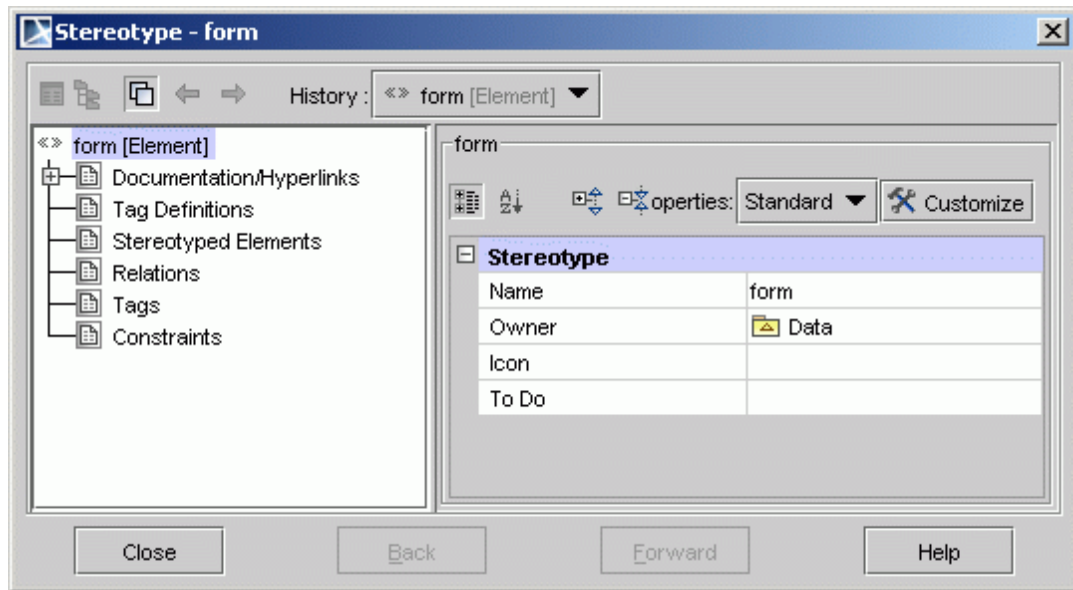 Stereotype - form
History : «» form [Element]
«» form [Element]
Documentation/Hyperlinks
Tag Definitions
Stereotyped Elements
Relations
Tags
Constraints
form
operties: Standard Customize
Stereotype
Name form
Owner Data
Icon
To Do
Close Back Forward Help